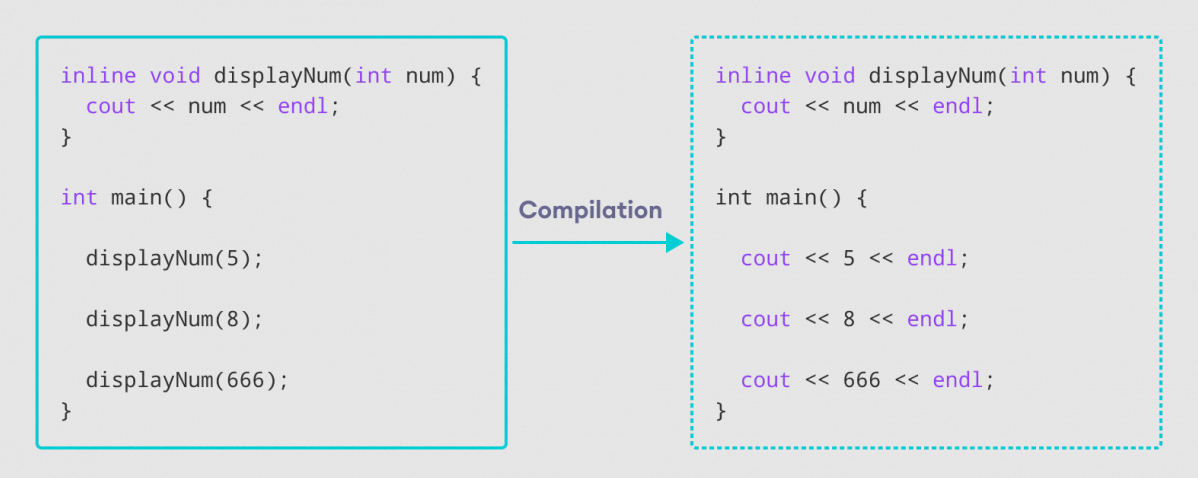 inline void displayNum(int num) {
  cout << num << endl;
}
int main() {
  displayNum(5);
  displayNum(8);
  displayNum(666);
}
Compilation
inline void displayNum(int num) {
  cout << num << endl;
}
int main() {
  cout << 5 << endl;
  cout << 8 << endl;
  cout << 666 << endl;
}